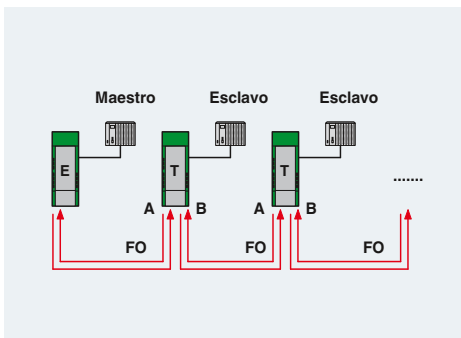 Maestro Esclavo Esclavo
E T T .......
A B A B
FO FO FO